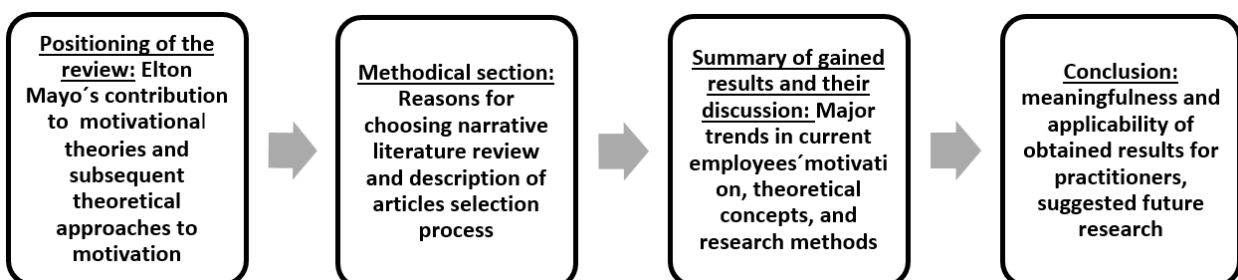 Positioning of the
review: Elton
Mayo´s contribution
to motivational
theories and
subsequent
theoretical
approaches to
motivation
Methodical section:
Reasons for
choosing narrative
literature review
and description of
articles selection
process
Summary of gained
results and their
discussion: Major
trends in current
employees´motivati
on, theoretical
concepts, and
research methods
Conclusion:
meaningfulness and
applicability of
obtained results for
practitioners,
suggested future
research